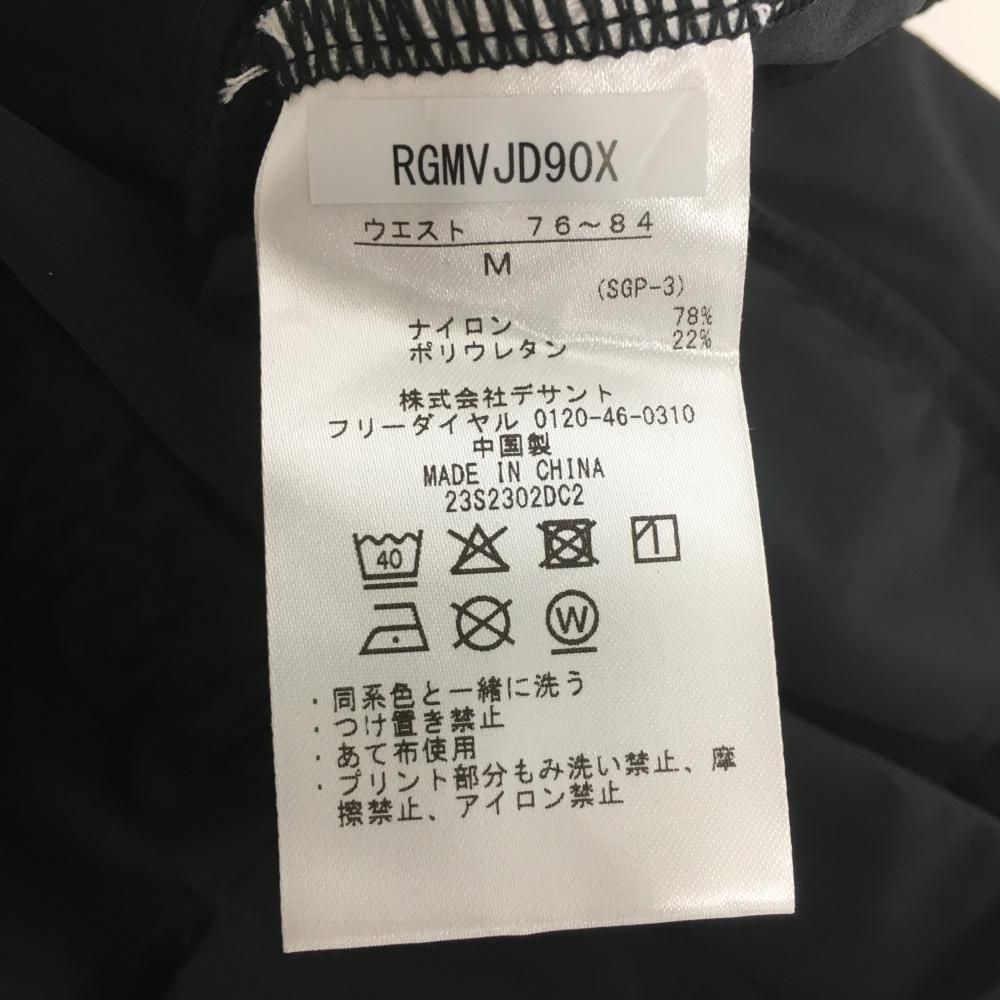 RGMVJD90X
ウエスト 76～84
M
(SGP-3)
ナイロン 78%
ポリウレタン 22%
株式会社デサント
フリーダイヤル 0120-46-0310
中国製
MADE IN CHINA
23S2302DC2
40
W
・同系色と一緒に洗う
・つけ置き禁止
・あて布使用
・プリント部分もみ洗い禁止、摩
擦禁止、アイロン禁止